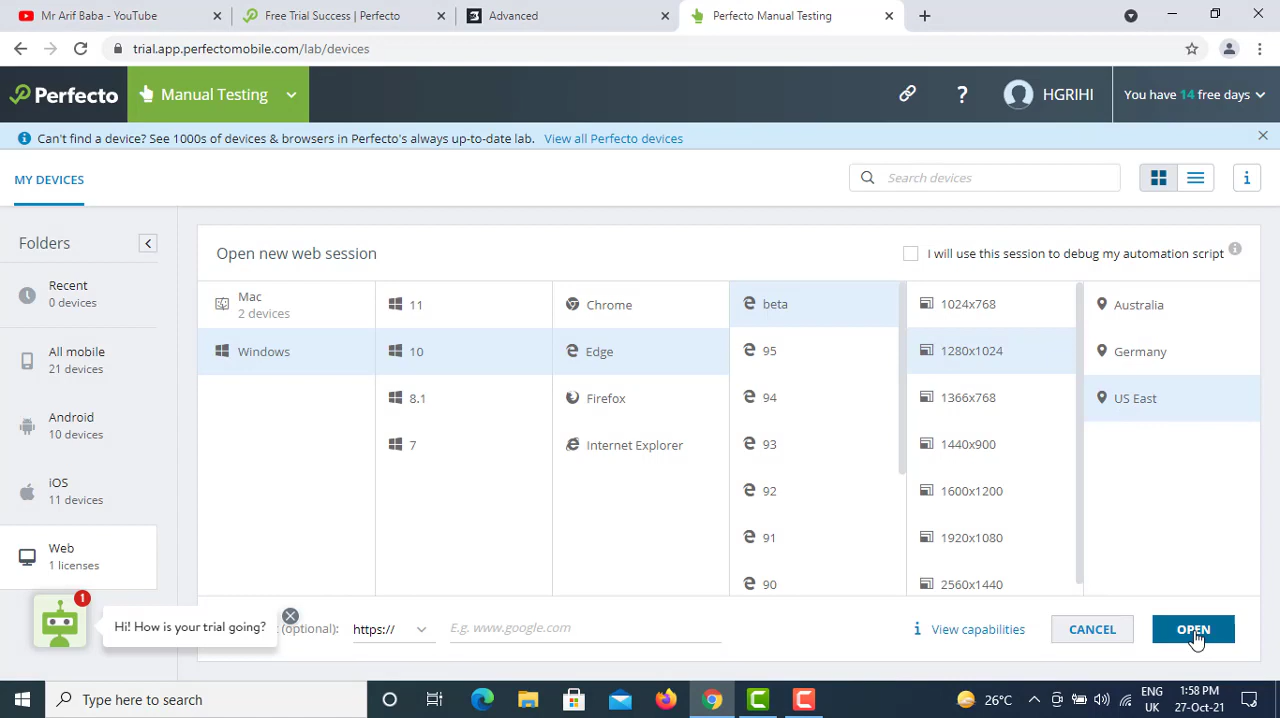 Mr Arif Baba - YouTube
Free Trial Success | Perfecto
Advanced
Perfecto Manual Testing
trial.app.perfectomobile.com/lab/devices
Perfecto
Manual Testing
?
HGRIHI
You have 14 free days
Can't find a device? See 1000s of devices & browsers in Perfecto's always up-to-date lab. View all Perfecto devices
MY DEVICES
Search devices
Folders
Recent
0 devices
All mobile
21 devices
Android
10 devices
iOS
11 devices
Web
1 licenses
Open new web session
I will use this session to debug my automation script
Mac
2 devices
Windows
11
10
8.1
7
Chrome
Edge
Firefox
Internet Explorer
beta
95
94
93
92
91
90
1024x768
1280x1024
1366x768
1440x900
1600x1200
1920x1080
2560x1440
Australia
Germany
US East
1
Hi! How is your trial going?
(optional):
https://
E.g. www.google.com
View capabilities
CANCEL
OPEN
Type here to search
26°C
ENG
UK
1:58 PM
27-Oct-21